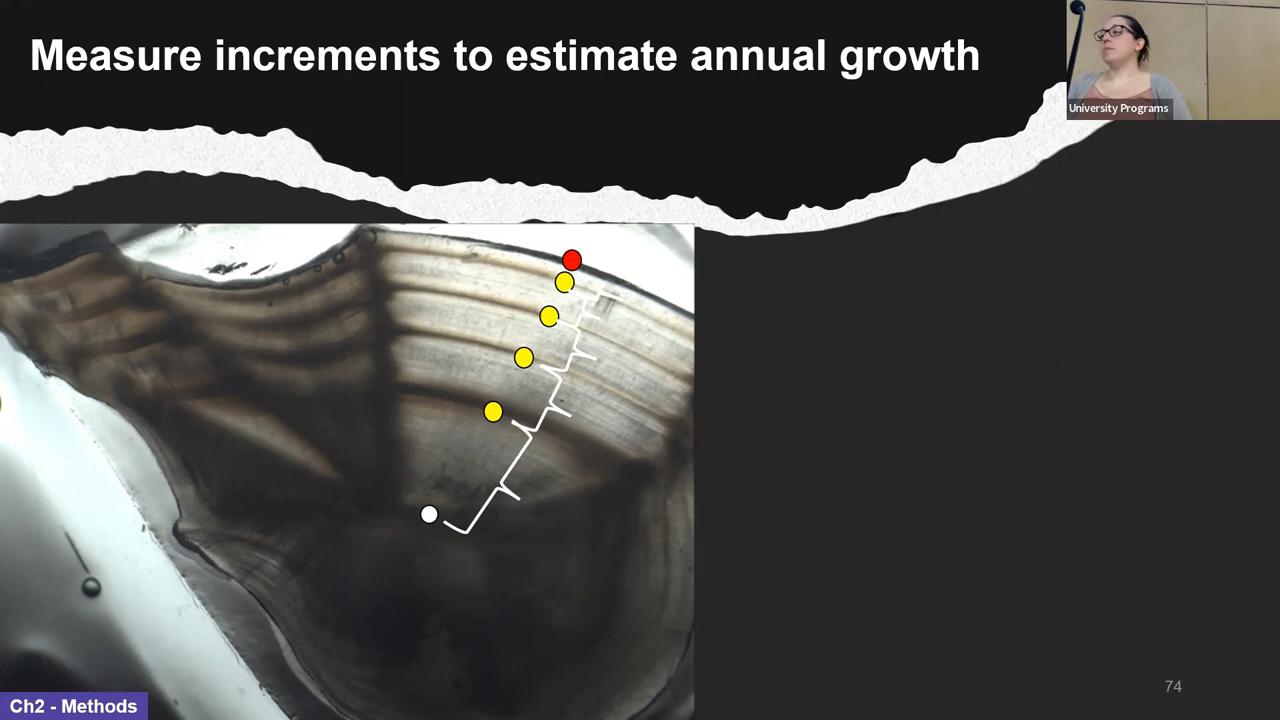 Measure increments to estimate annual growth
University Programs
Ch2 - Methods
74